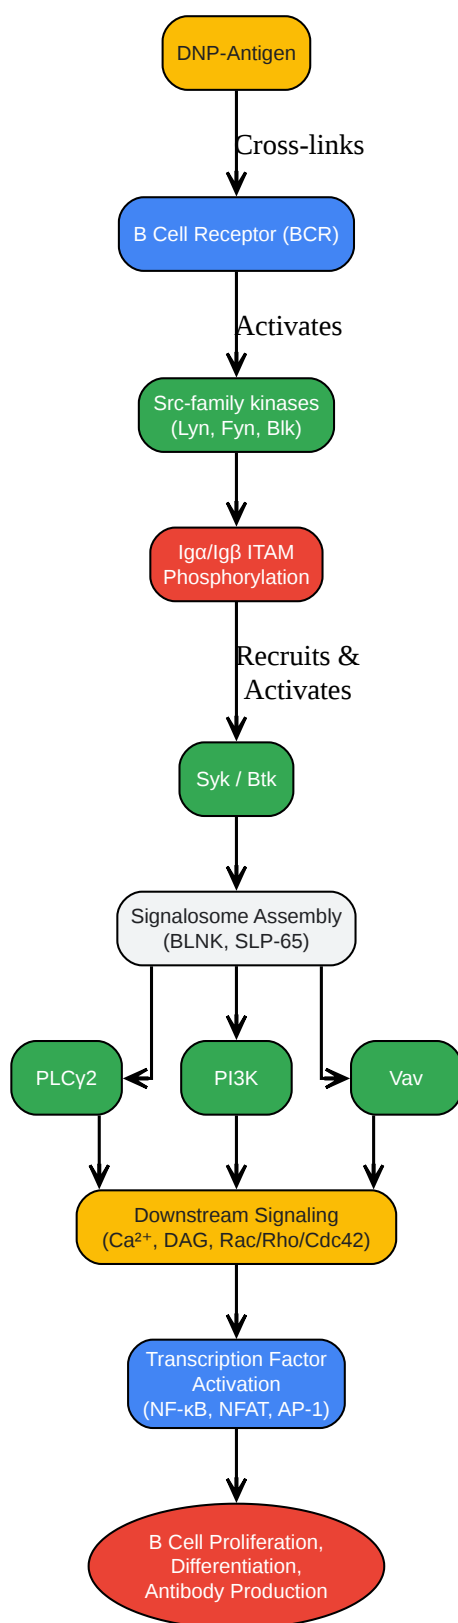 DNP-Antigen
Cross-links
B Cell Receptor (BCR)
Activates
Src-family kinases
(Lyn, Fyn, Blk)
Igα/Igβ ITAM
Phosphorylation
Recruits &
Activates
Syk / Btk
Signalosome Assembly
(BLNK, SLP-65)
PLCγ2
PI3K
Vav
Downstream Signaling
(Ca²⁺, DAG, Rac/Rho/Cdc42)
Transcription Factor
Activation
(NF-κB, NFAT, AP-1)
B Cell Proliferation,
Differentiation,
Antibody Production